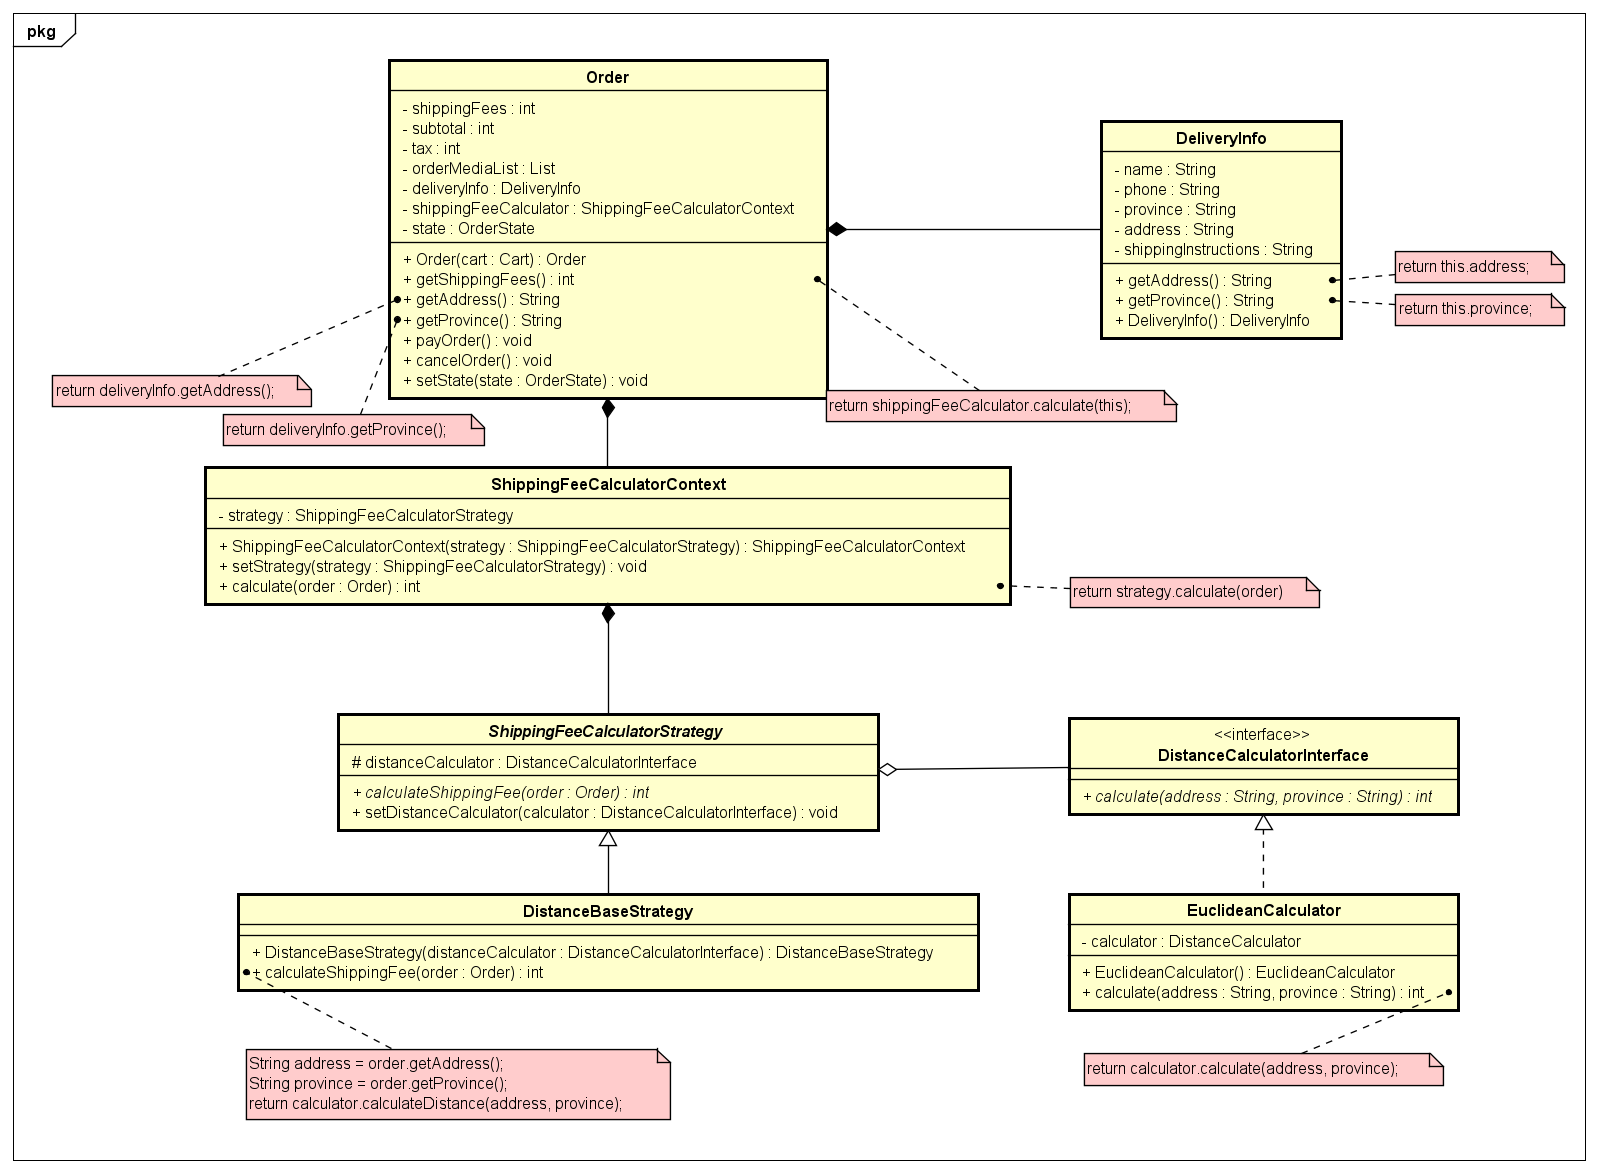 pkg
Order
- shippingFees : int
- subtotal : int
- tax : int
- orderMediaList : List
- deliveryInfo : DeliveryInfo
- shippingFeeCalculator : ShippingFeeCalculatorContext
- state : OrderState
+ Order(cart : Cart) : Order
+ getShippingFees() : int
+ getAddress() : String
+ getProvince() : String
+ payOrder() : void
+ cancelOrder() : void
+ setState(state : OrderState) : void
DeliveryInfo
- name : String
- phone : String
- province : String
- address : String
- shippingInstructions : String
+ getAddress() : String
+ getProvince() : String
+ DeliveryInfo() : DeliveryInfo
return this.address;
return this.province;
return deliveryInfo.getAddress();
return deliveryInfo.getProvince();
return shippingFeeCalculator.calculate(this);
ShippingFeeCalculatorContext
- strategy : ShippingFeeCalculatorStrategy
+ ShippingFeeCalculatorContext(strategy : ShippingFeeCalculatorStrategy) : ShippingFeeCalculatorContext
+ setStrategy(strategy : ShippingFeeCalculatorStrategy) : void
+ calculate(order : Order) : int
return strategy.calculate(order)
ShippingFeeCalculatorStrategy
# distanceCalculator : DistanceCalculatorInterface
+ calculateShippingFee(order : Order) : int
+ setDistanceCalculator(calculator : DistanceCalculatorInterface) : void
<<interface>>
DistanceCalculatorInterface
+ calculate(address : String, province : String) : int
DistanceBaseStrategy
+ DistanceBaseStrategy(distanceCalculator : DistanceCalculatorInterface) : DistanceBaseStrategy
+ calculateShippingFee(order : Order) : int
EuclideanCalculator
- calculator : DistanceCalculator
+ EuclideanCalculator() : EuclideanCalculator
+ calculate(address : String, province : String) : int
String address = order.getAddress();
String province = order.getProvince();
return calculator.calculateDistance(address, province);
return calculator.calculate(address, province);